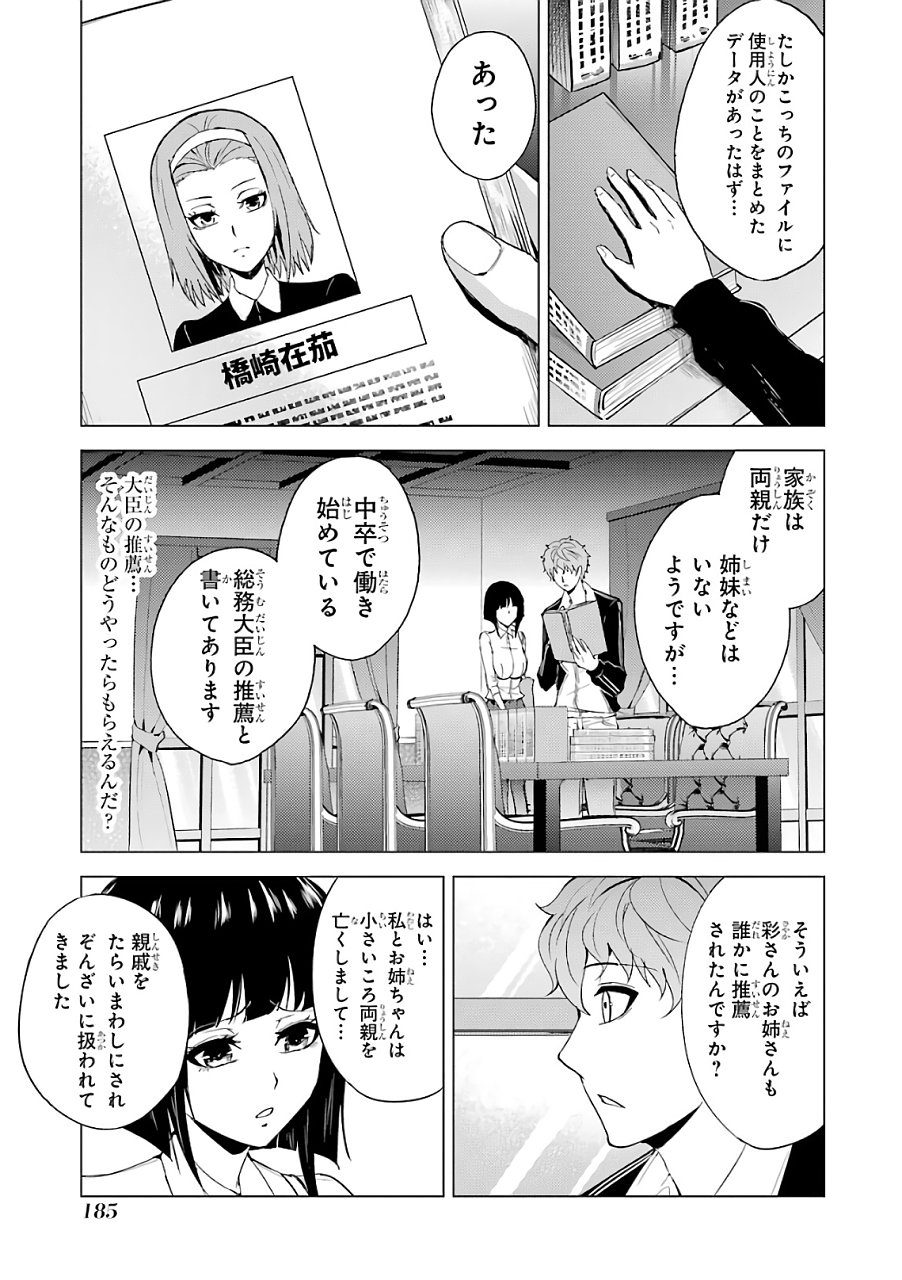 たしかこっちのファイルに
使用人のことをまとめた
データがあったはず…
あった
橋崎在茄
家族は
両親だけ
姉妹などは
いない
ようですが…
中卒で働き
始めている
総務大臣の推薦と
書いてあります
大臣の推薦…
そんなものどうやったらもらえるんだ?
そういえば
彩さんのお姉さんも
誰かに推薦
されたんですか?
はい…
私とお姉ちゃんは
小さいころ両親を
亡くしまして…
親戚を
たらいまわしにされ
ぞんざいに扱われて
きました
185